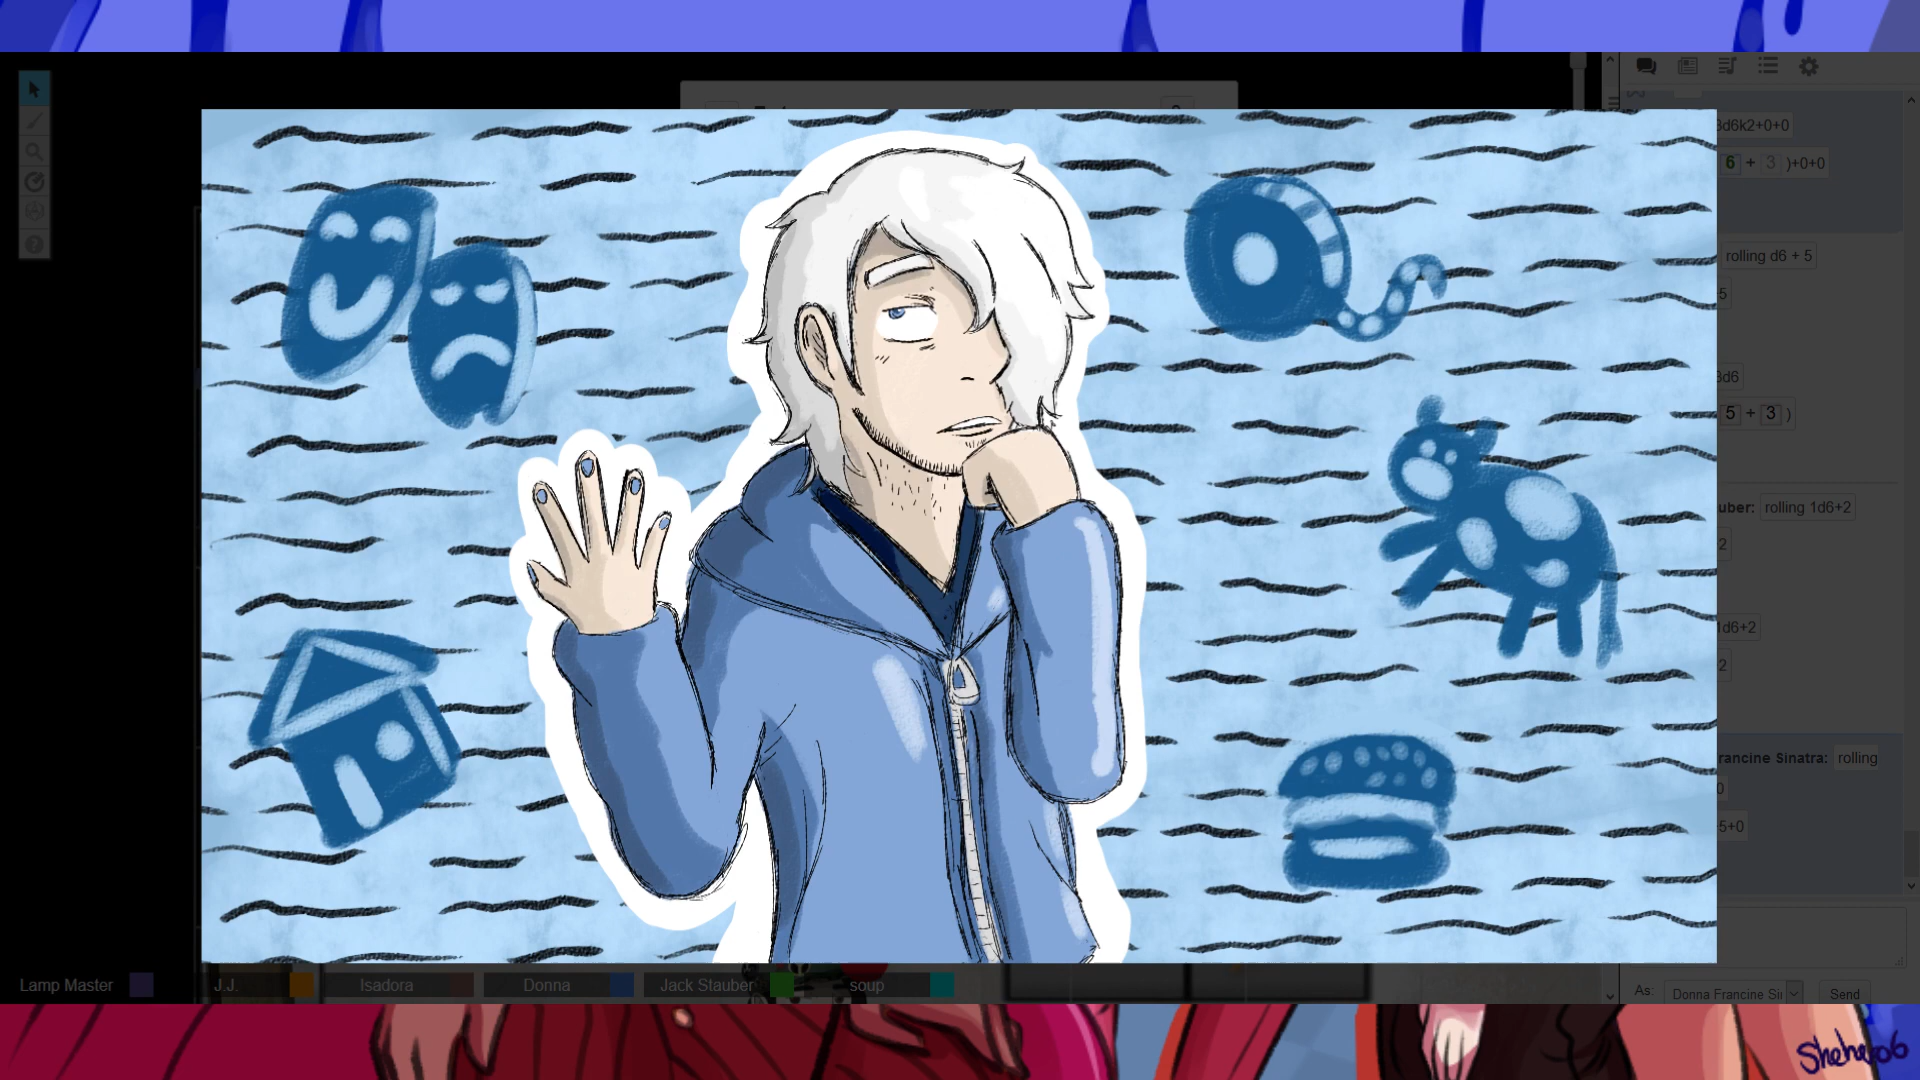 3d6k2+0+0
6 + 3 )+0+0
rolling d6 + 5
5
3d6
5 + 3 )
uber: rolling 1d6+2
2
1d6+2
2
rancine Sinatra: rolling
0
5+0
Lamp Master
J.J.
Isadora
Donna
Jack Stauber
soup
As:
Donna Francine Sir
Send
Sheher06